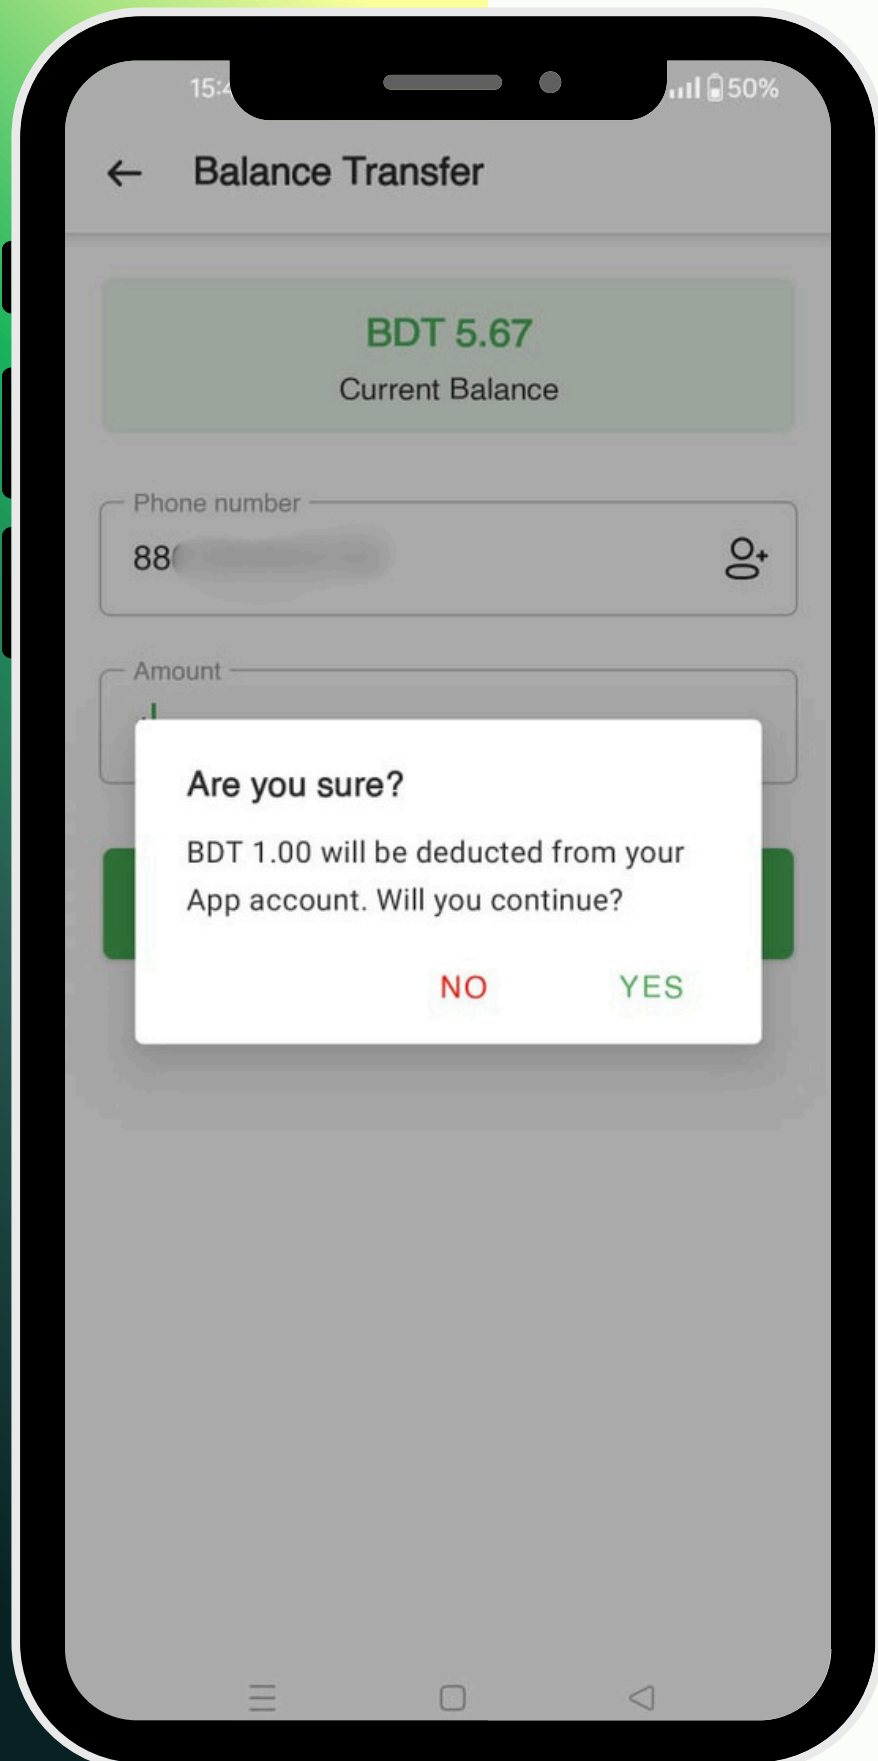 50%
Balance Transfer
BDT 5.67
Current Balance
Phone number
88
Amount
Are you sure?
BDT 1.00 will be deducted from your
App account. Will you continue?
NO
YES